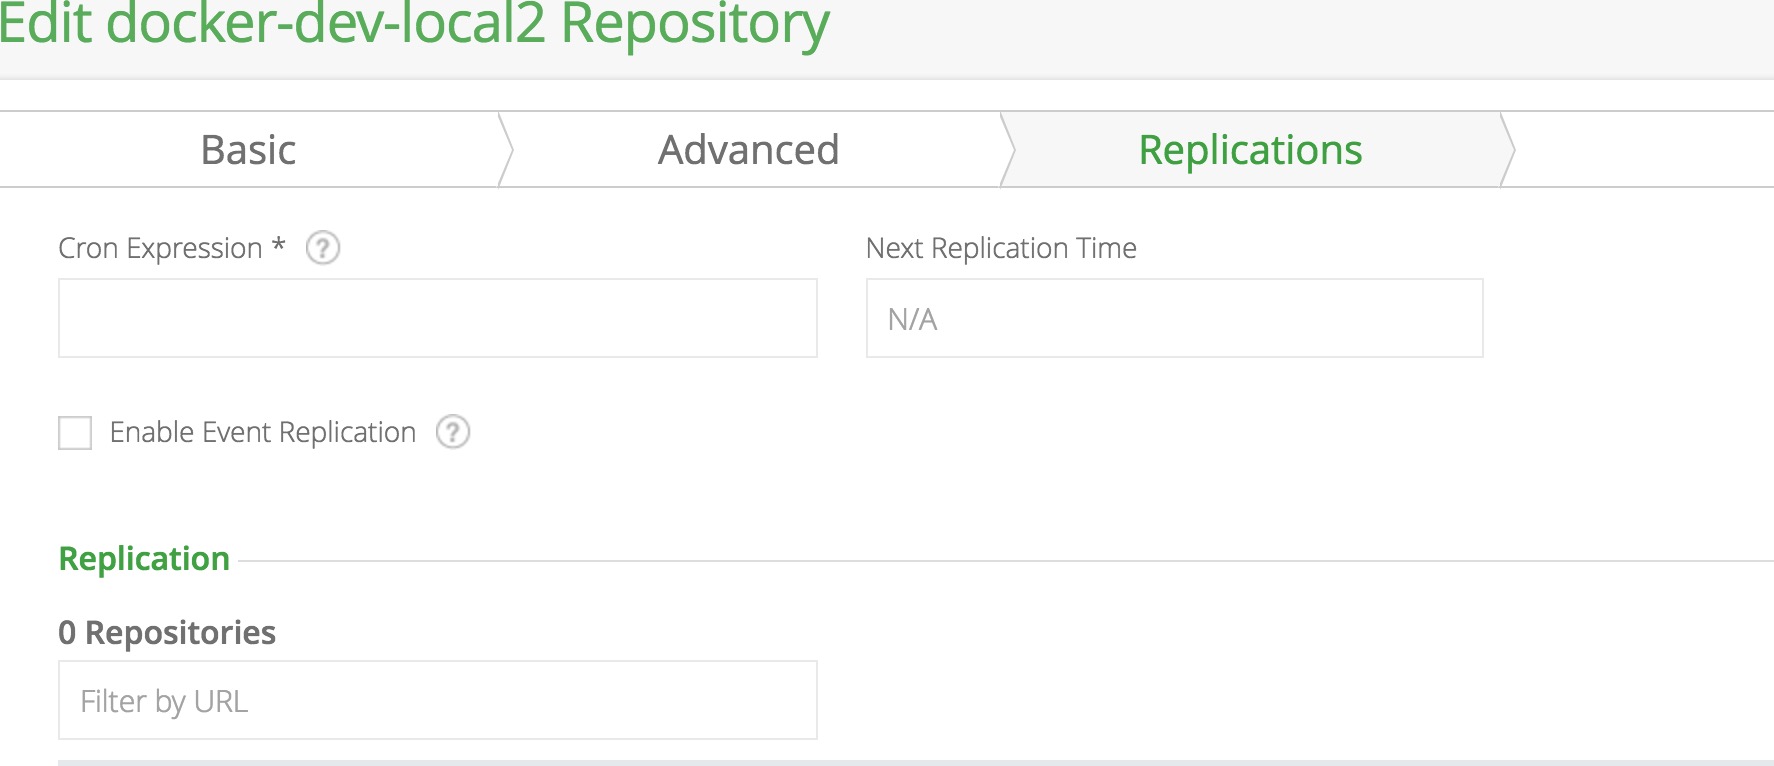 Edit docker-dev-local2 Repository
Basic
Advanced
Replications
Cron Expression * ?
Next Replication Time
N/A
Enable Event Replication ?
Replication
0 Repositories
Filter by URL